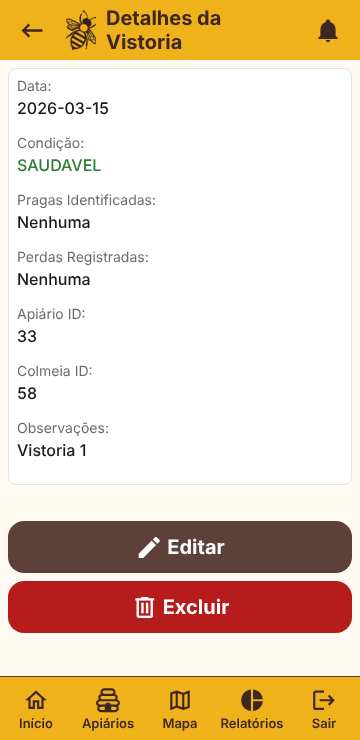 Detalhes da
Vistoria
Data:
2026-03-15
Condição:
SAUDAVEL
Pragas Identificadas:
Nenhuma
Perdas Registradas:
Nenhuma
Apiário ID:
33
Colmeia ID:
58
Observações:
Vistoria 1
Editar
Excluir
Início
Apiários
Mapa
Relatórios
Sair